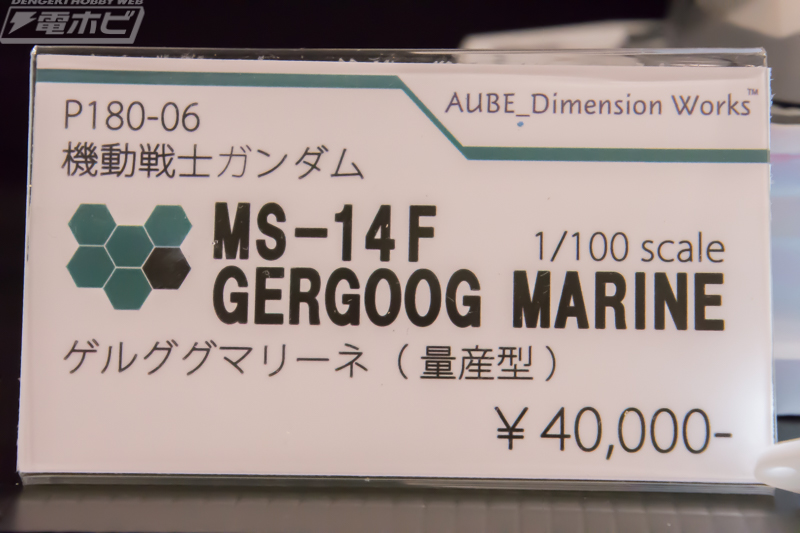 DENGEKI HOBBY WEB
電ホビ
AUBE_Dimension Works™
P180-06
機動戦士ガンダム
MS-14F
1/100 scale
GERGOOG MARINE
ゲルググマリーネ（量産型）
￥40,000-